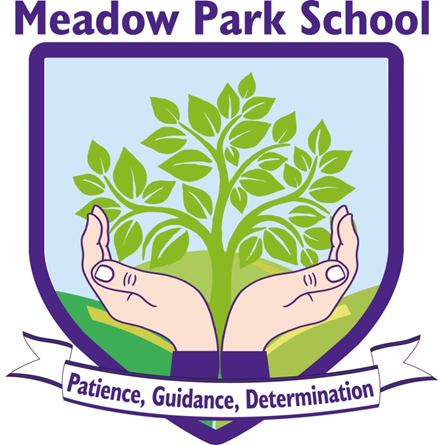 Meadow Park School
Patience, Guidance, Determination